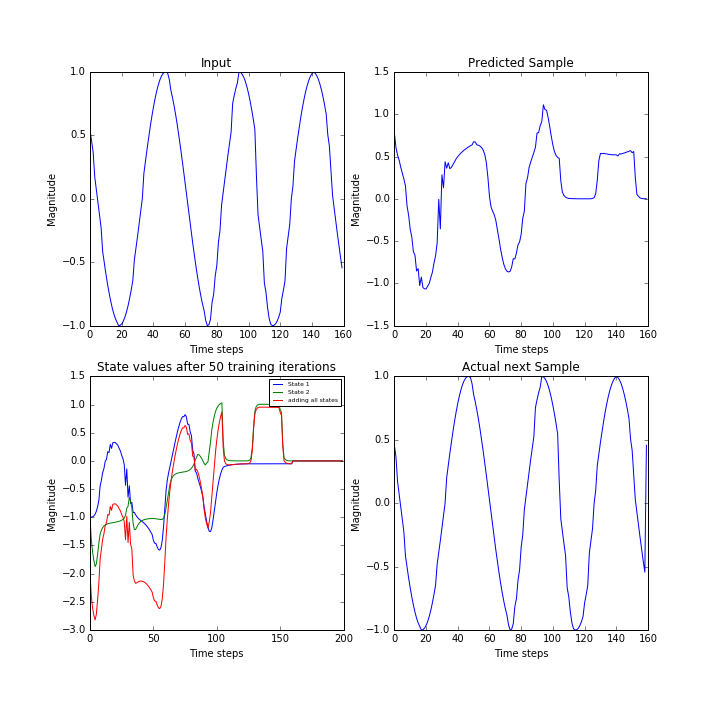 Input
Magnitude
1.0
0.5
0.0
−0.5
−1.0
0 20 40 60 80 100 120 140 160
Time steps
Predicted Sample
Magnitude
1.5
1.0
0.5
0.0
−0.5
−1.0
−1.5
0 20 40 60 80 100 120 140 160
Time steps
State values after 50 training iterations
Magnitude
1.5
1.0
0.5
0.0
−0.5
−1.0
−1.5
−2.0
−2.5
−3.0
State 1
State 2
adding all states
0 50 100 150 200
Time steps
Actual next Sample
Magnitude
1.0
0.5
0.0
−0.5
−1.0
0 20 40 60 80 100 120 140 160
Time steps